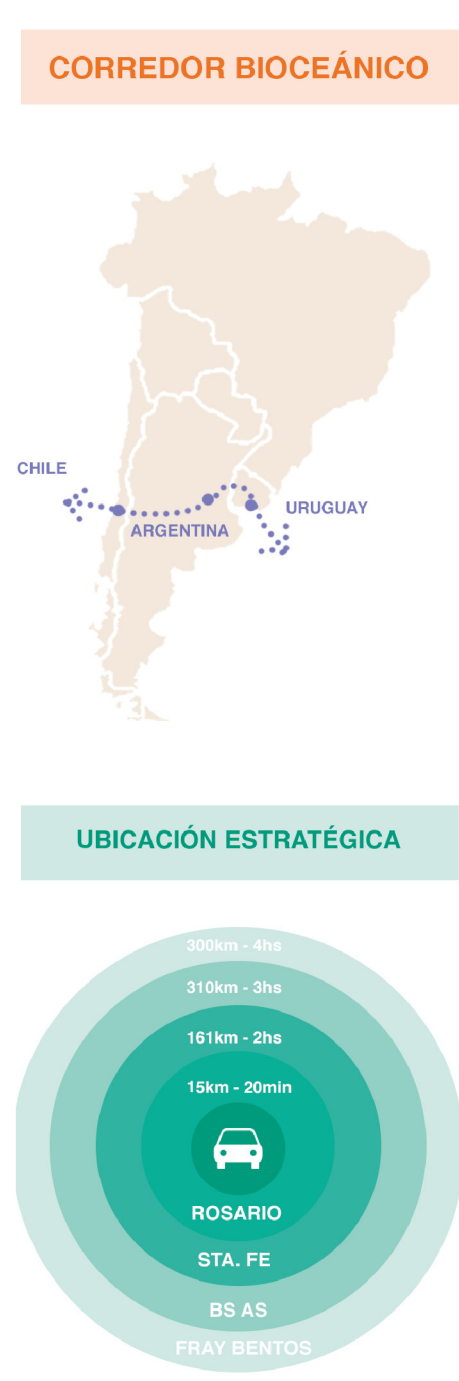 CORREDOR BIOCEÁNICO
CHILE
URUGUAY
ARGENTINA
UBICACIÓN ESTRATÉGICA
300km - 4hs
310km - 3hs
161km - 2hs
15km - 20min
ROSARIO
STA. FE
BS AS
FRAY BENTOS